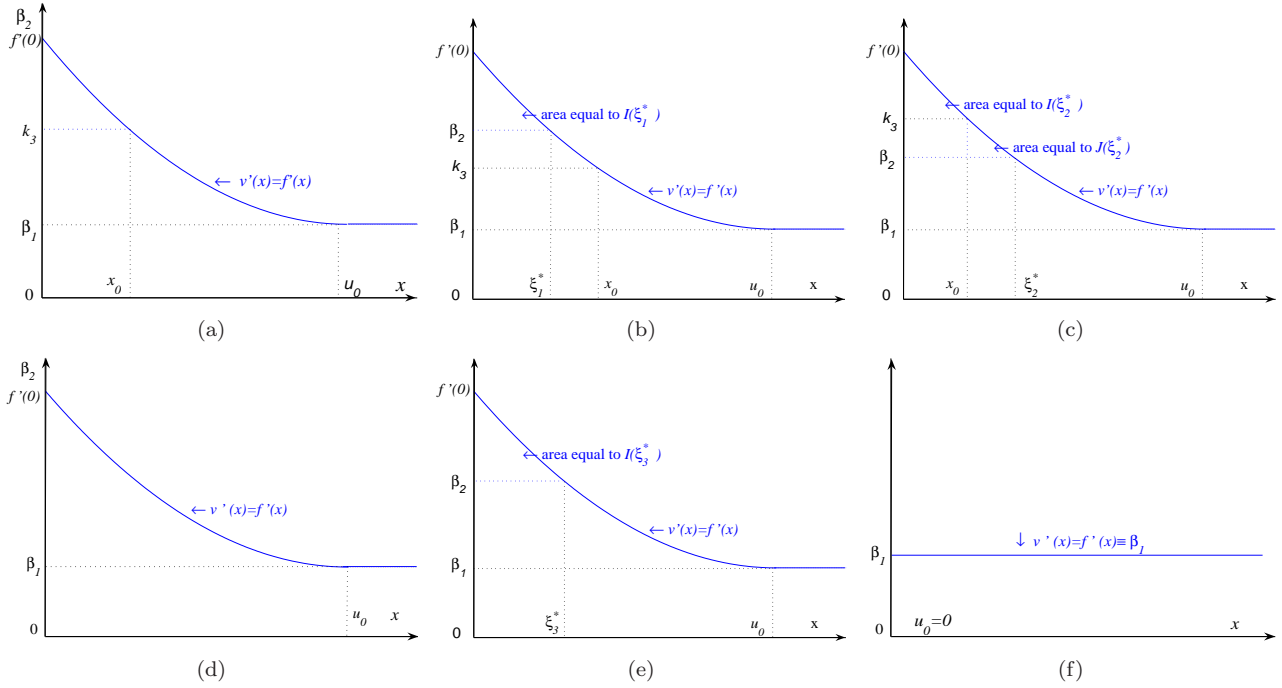 β2
f'(0)
k3
← v'(x)=f'(x)
β1
0
x0
u0
x
(a)
f'(0)
← area equal to I(ξ1*)
β2
k3
← v'(x)=f'(x)
β1
0
ξ1*
x0
u0
x
(b)
f'(0)
← area equal to I(ξ2*)
k3
← area equal to J(ξ2*)
β2
← v'(x)=f'(x)
β1
0
x0
ξ2*
u0
x
(c)
β2
f'(0)
← v'(x)=f'(x)
β1
0
u0
x
(d)
f'(0)
← area equal to I(ξ3*)
β2
← v'(x)=f'(x)
β1
0
ξ3*
u0
x
(e)
↓ v'(x)=f'(x)≡β1
β1
0
u0=0
x
(f)